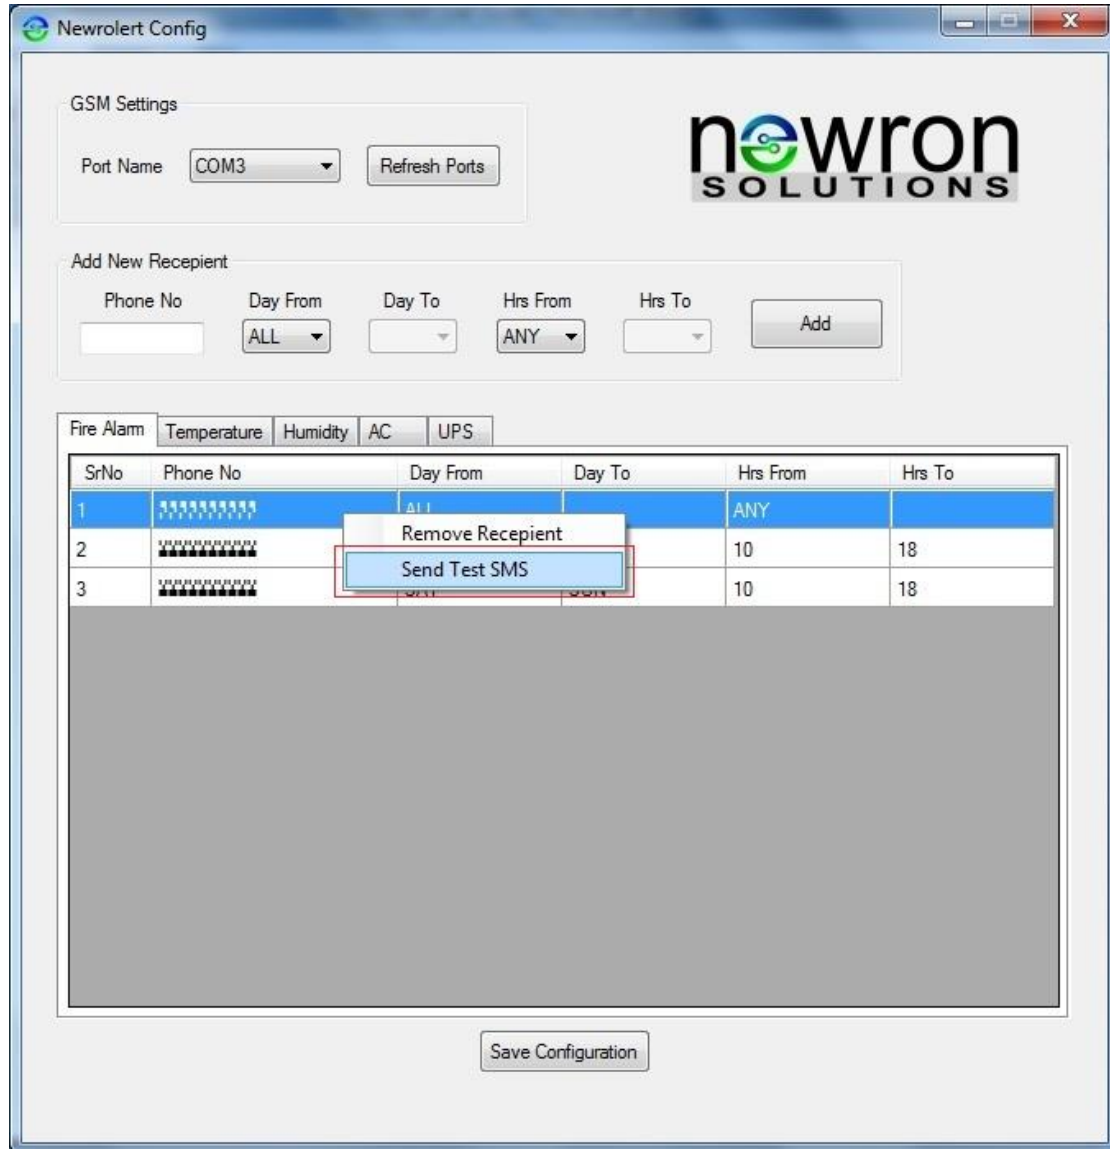 Newrolert Config
GSM Settings
Port Name COM3 Refresh Ports
newron
SOLUTIONS
Add New Recepient
Phone No Day From Day To Hrs From Hrs To
ALL ANY Add
Fire Alarm Temperature Humidity AC UPS
SrNo Phone No Day From Day To Hrs From Hrs To
1 ALL ANY
Remove Recepient
2 10 18
Send Test SMS
3 SAT SUN 10 18
Save Configuration